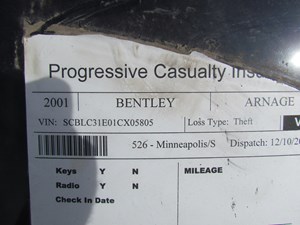 Progressive Casualty Insu
2001 BENTLEY ARNAGE
VIN: SCBLC31E01CX05805 Loss Type: Theft V
526 - Minneapolis/S Dispatch: 12/10/2
Keys Y N MILEAGE
Radio Y N
Check In Date